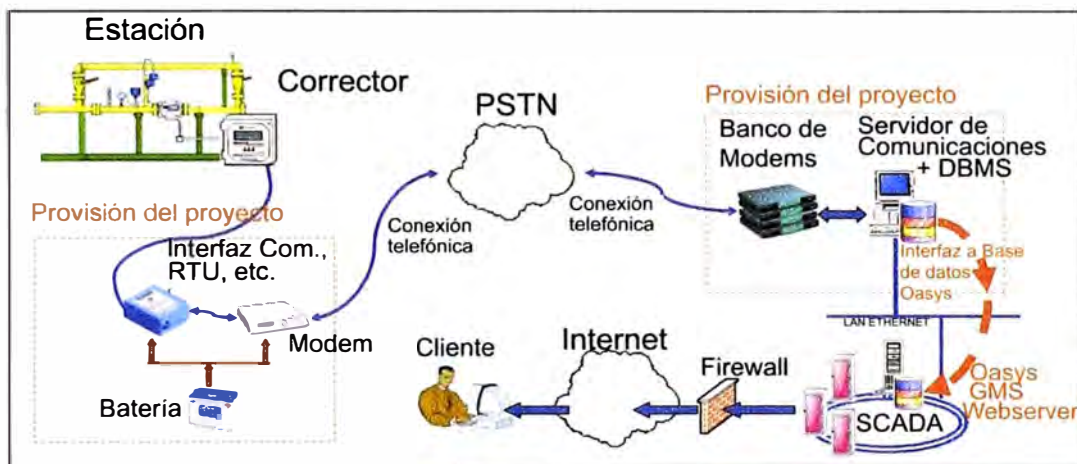 Estación
Corrector
PSTN
Provisión del proyecto
Banco de
Modems
Servidor de
Comunicaciones
+ DBMS
Conexión
telefónica
Conexión
telefónica
Provisión del proyecto
Interfaz Com.,
RTU, etc.
Modem
Batería
Interfaz a Base
de datos
Oasys
LAN ETHERNET
Cliente
Internet
Firewall
Oasys
GMS
Webserver
SCADA